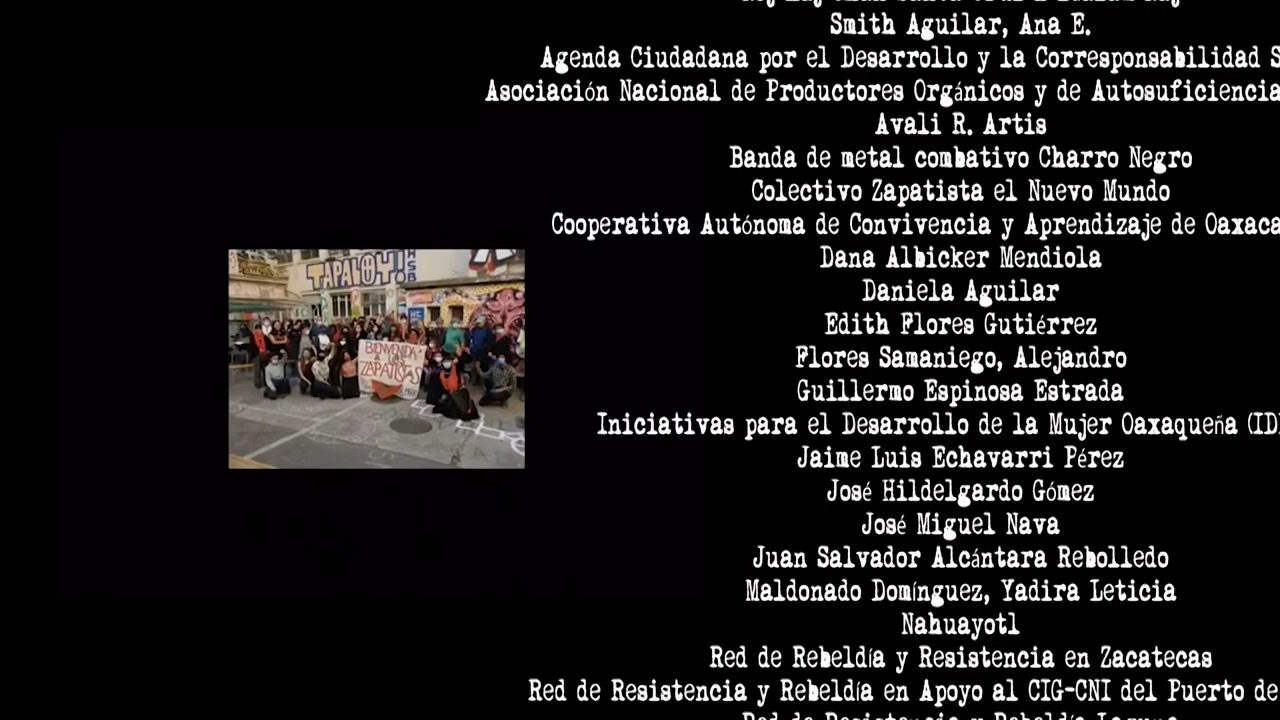 Smith Aguilar, Ana E.
Agenda Ciudadana por el Desarrollo y la Corresponsabilidad S
Asociación Nacional de Productores Orgánicos y de Autosuficiencia
Avali R. Artis
Banda de metal combativo Charro Negro
Colectivo Zapatista el Nuevo Mundo
Cooperativa Autónoma de Convivencia y Aprendizaje de Oaxaca
Dana Albicker Mendiola
Daniela Aguilar
Edith Flores Gutiérrez
Flores Samaniego, Alejandro
Guillermo Espinosa Estrada
Iniciativas para el Desarrollo de la Mujer Oaxaqueña (ID
Jaime Luis Echavarri Pérez
José Hildelgardo Gómez
José Miguel Nava
Juan Salvador Alcántara Rebolledo
Maldonado Domínguez, Yadira Leticia
Nahuayotl
Red de Rebeldía y Resistencia en Zacatecas
Red de Resistencia y Rebeldía en Apoyo al CIG-CNI del Puerto de
TAPALOY!
BIENVENIDA
ZAPATISTAS